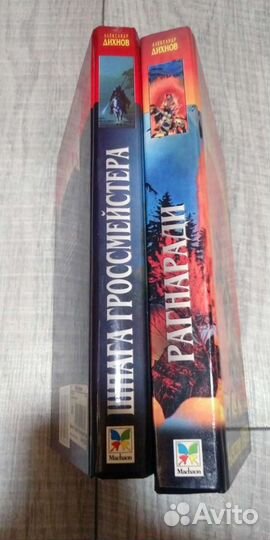 АЛЕКСАНДР
ДИХНОВ
ШПАГА ГРОССМЕЙСТЕРА
Machaon
АЛЕКСАНДР
ДИХНОВ
РАГНАРАДИ
Machaon
Avito